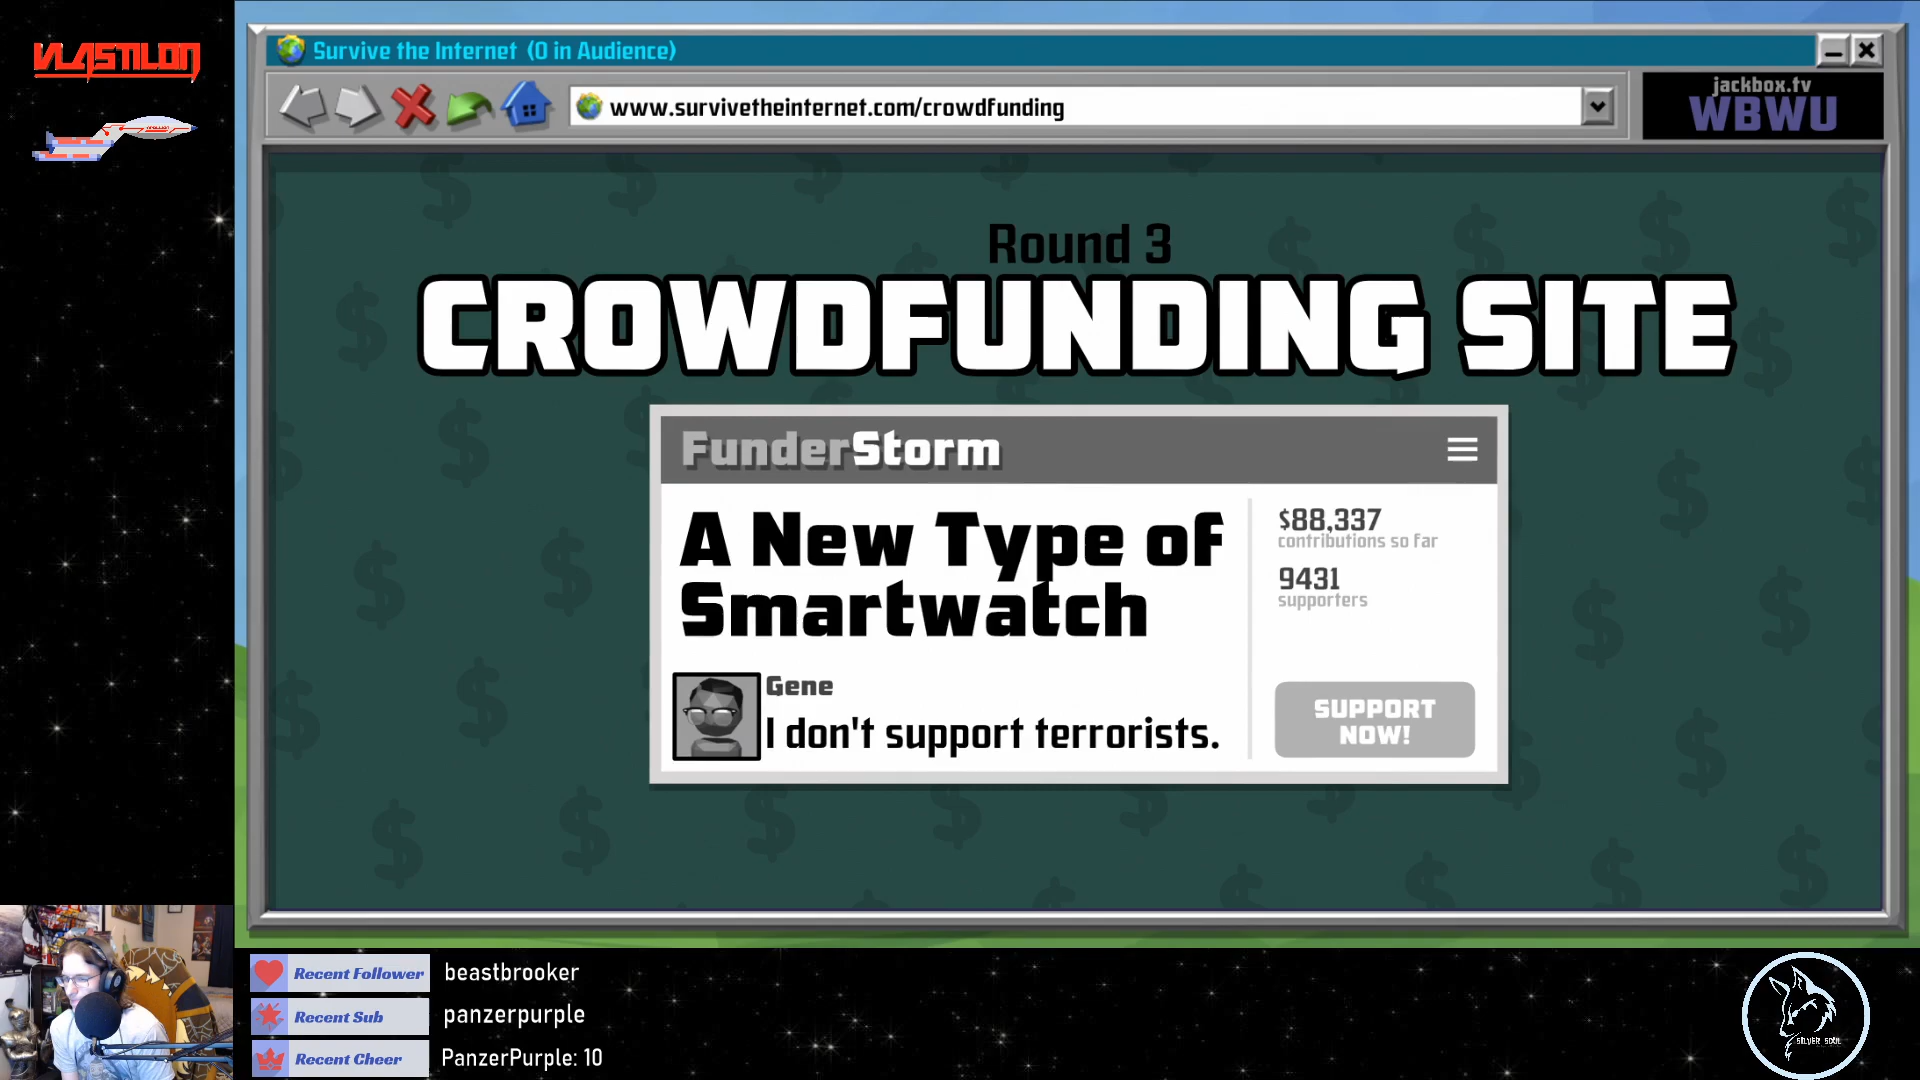 VLASTILON
Survive the Internet (0 in Audience)
www.survivetheinternet.com/crowdfunding
jackbox.tv
WBWU
Round 3
CROWDFUNDING SITE
FunderStorm
A New Type of
Smartwatch
$88,337
contributions so far
9431
supporters
Gene
I don't support terrorists.
SUPPORT
NOW!
Recent Follower beastbrooker
Recent Sub panzerpurple
Recent Cheer PanzerPurple: 10
SILVER SOUL